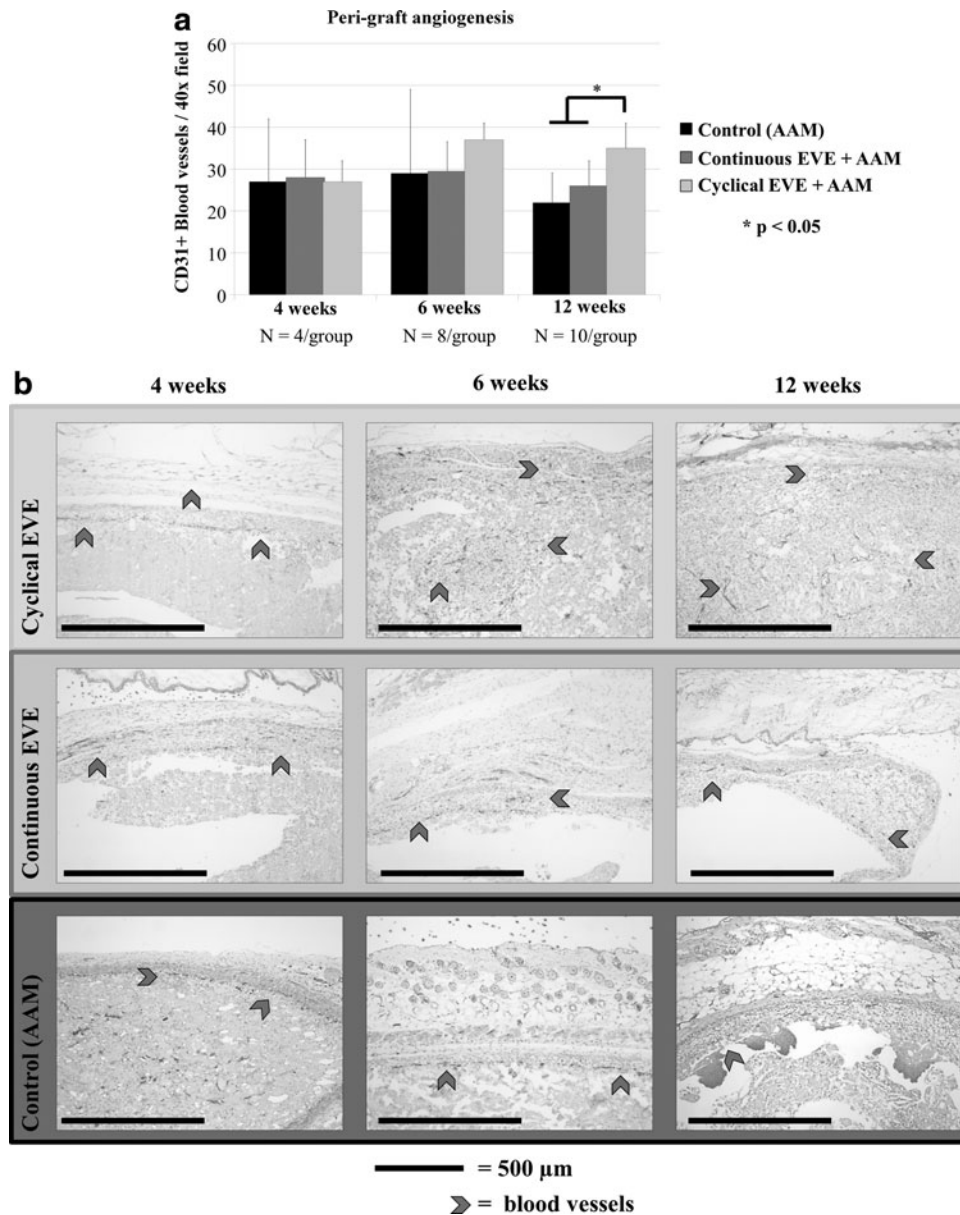 a
Peri-graft angiogenesis
CD31+ Blood vessels / 40x field
60
50
40
30
20
10
0
*
4 weeks
6 weeks
12 weeks
N = 4/group
N = 8/group
N = 10/group
Control (AAM)
Continuous EVE + AAM
Cyclical EVE + AAM
* p < 0.05
b
4 weeks
6 weeks
12 weeks
Cyclical EVE
Continuous EVE
Control (AAM)
= 500 µm
= blood vessels